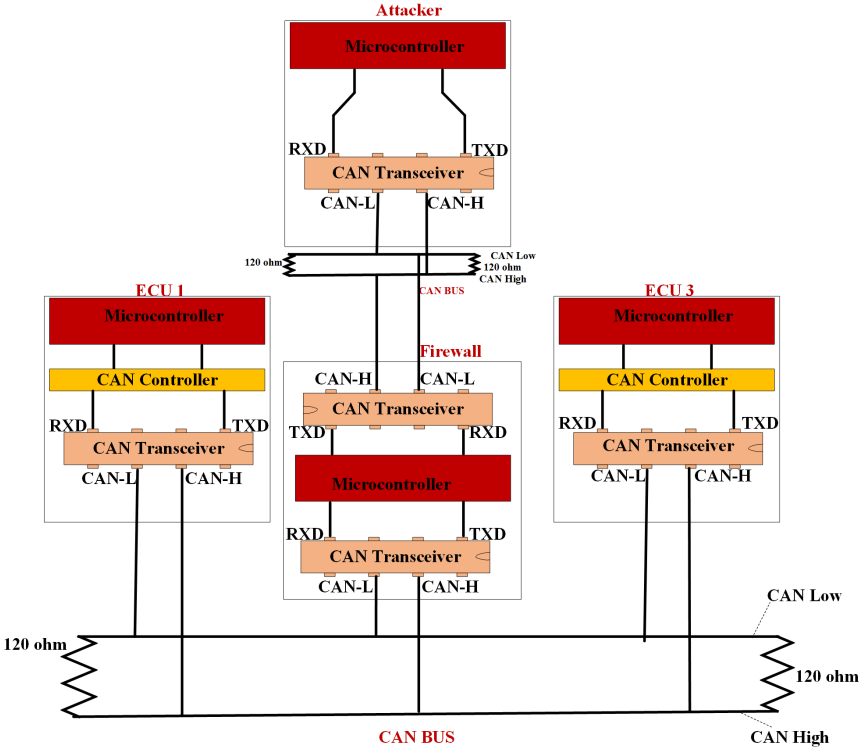 Attacker
Microcontroller
RXD
TXD
CAN Transceiver
CAN-L
CAN-H
120 ohm
CAN Low
120 ohm
CAN High
CAN BUS
ECU 1
Microcontroller
CAN Controller
RXD
TXD
CAN Transceiver
CAN-L
CAN-H
Firewall
CAN-H
CAN-L
CAN Transceiver
TXD
RXD
Microcontroller
RXD
TXD
CAN Transceiver
CAN-L
CAN-H
ECU 3
Microcontroller
CAN Controller
RXD
TXD
CAN Transceiver
CAN-L
CAN-H
CAN Low
120 ohm
120 ohm
CAN BUS
CAN High